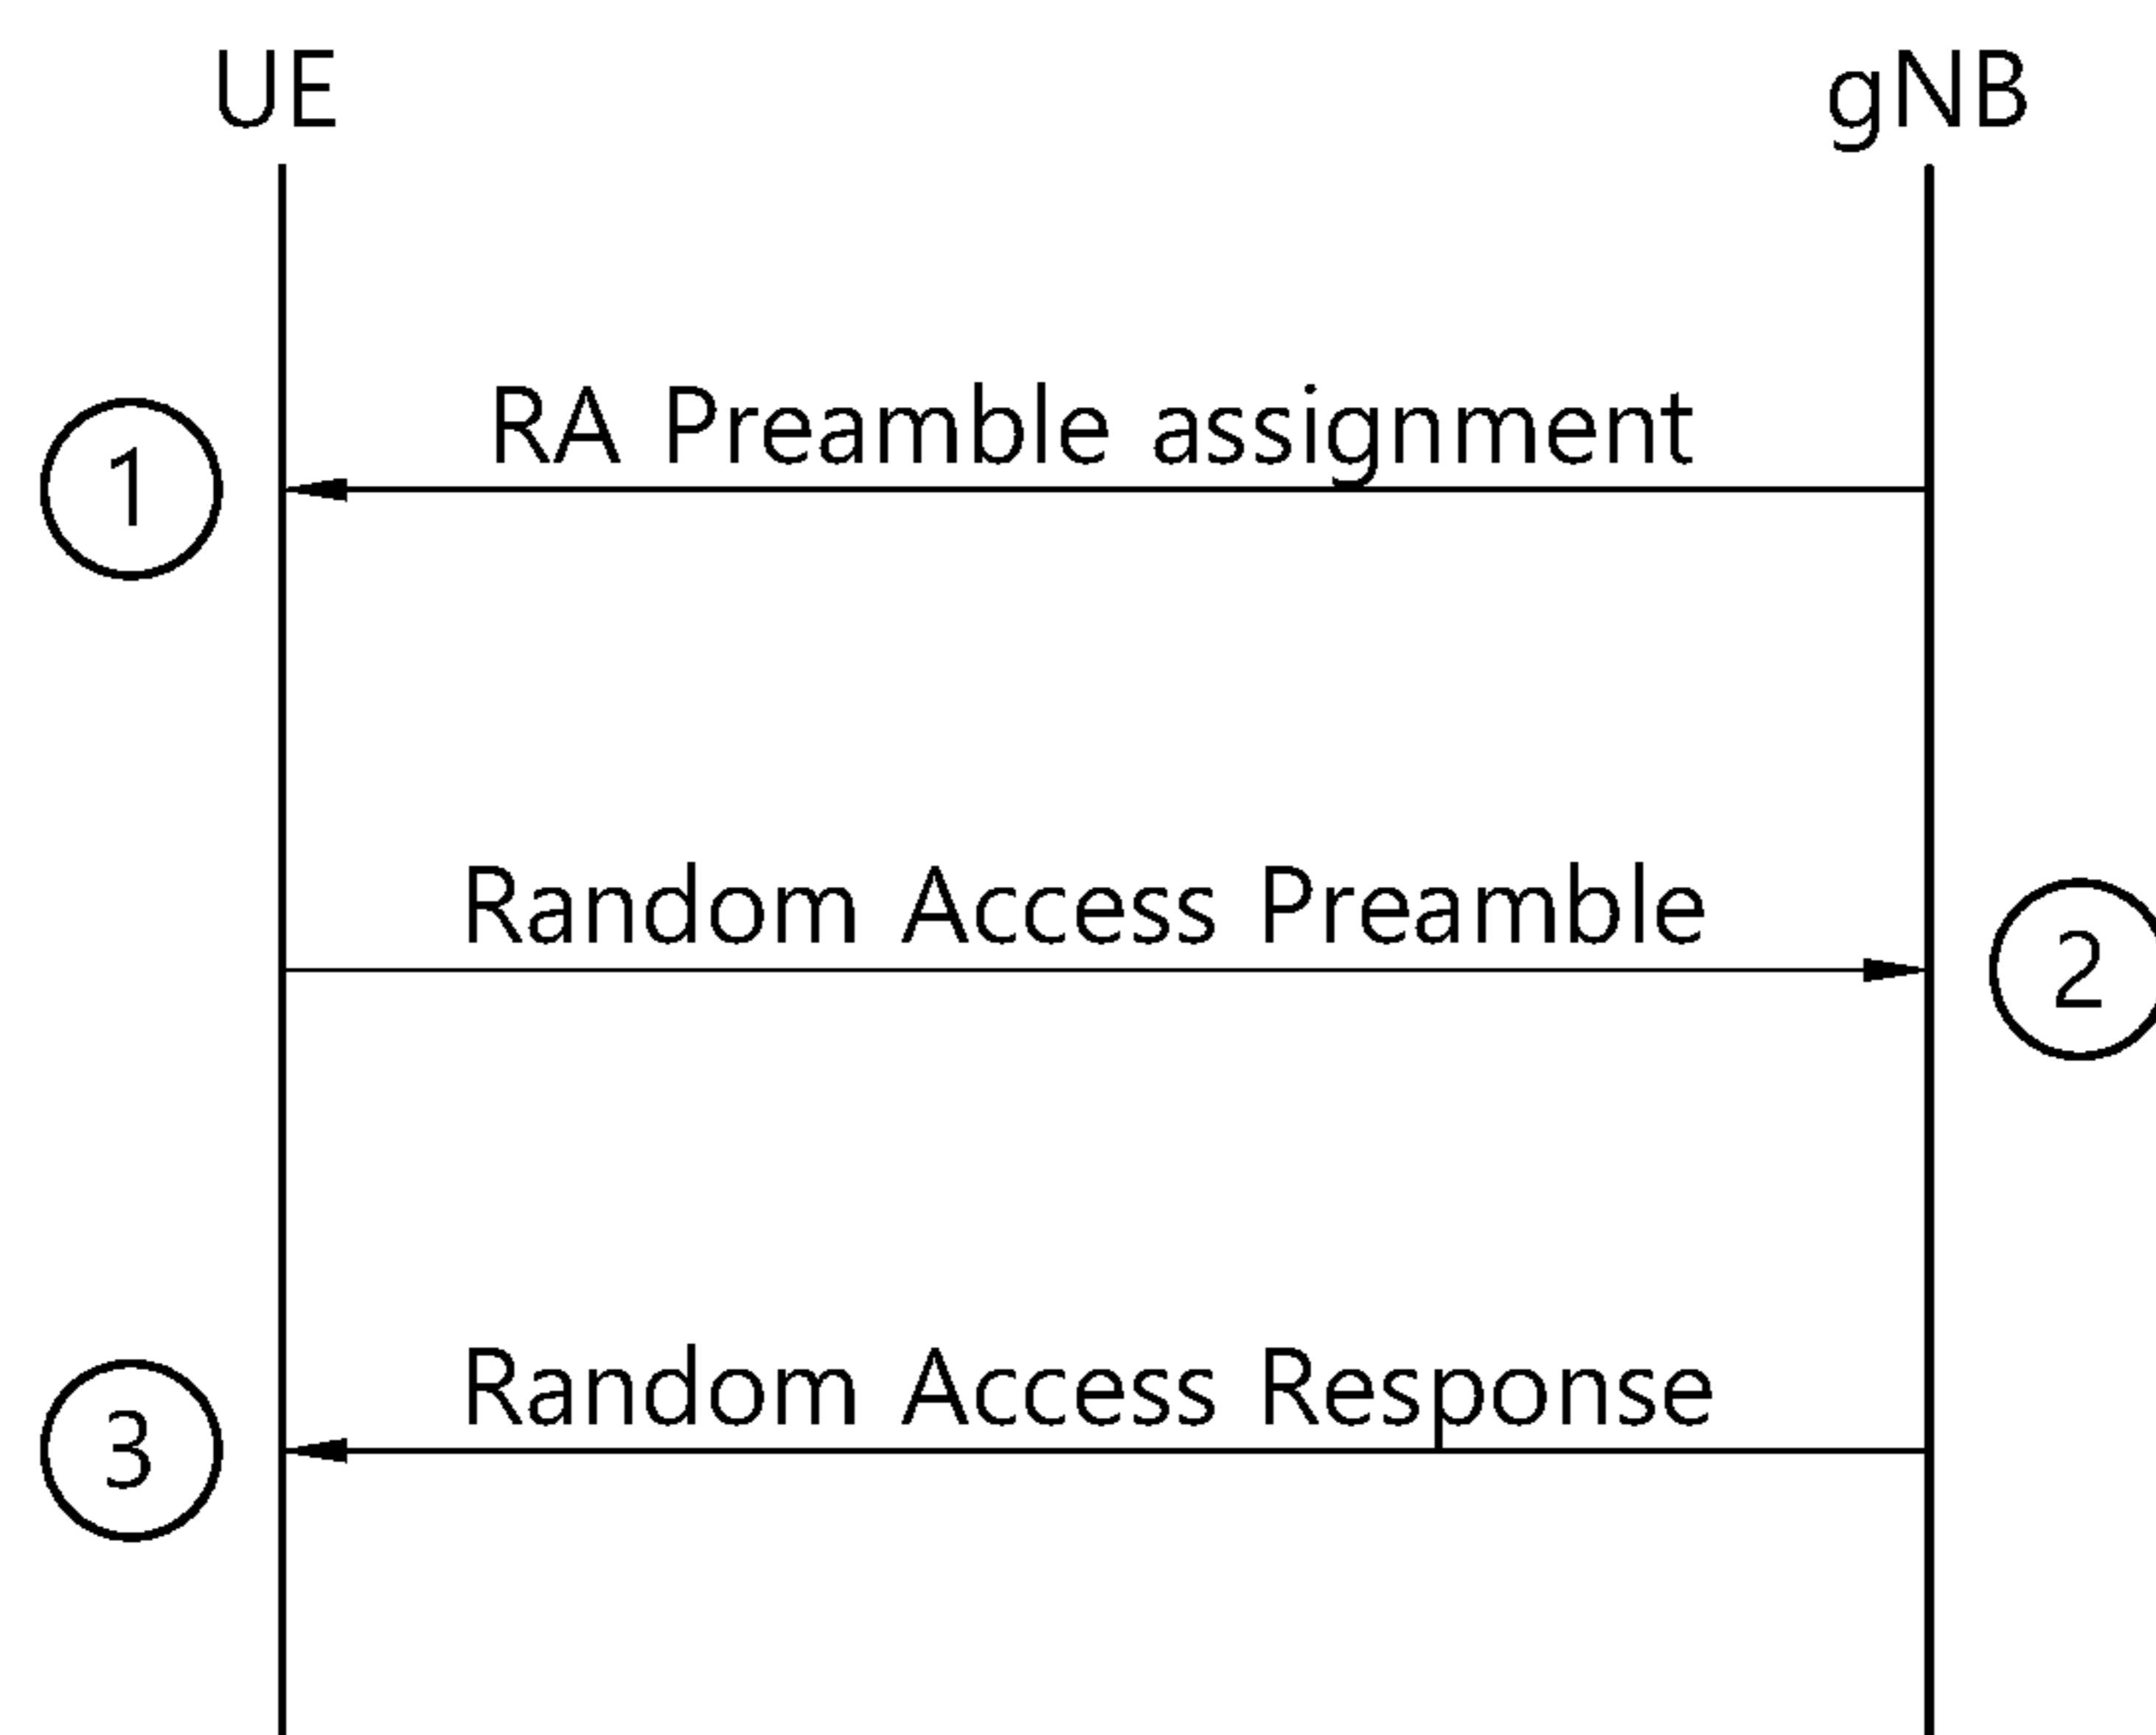 UE
gNB
RA Preamble assignment
1
Random Access Preamble
2
Random Access Response
3